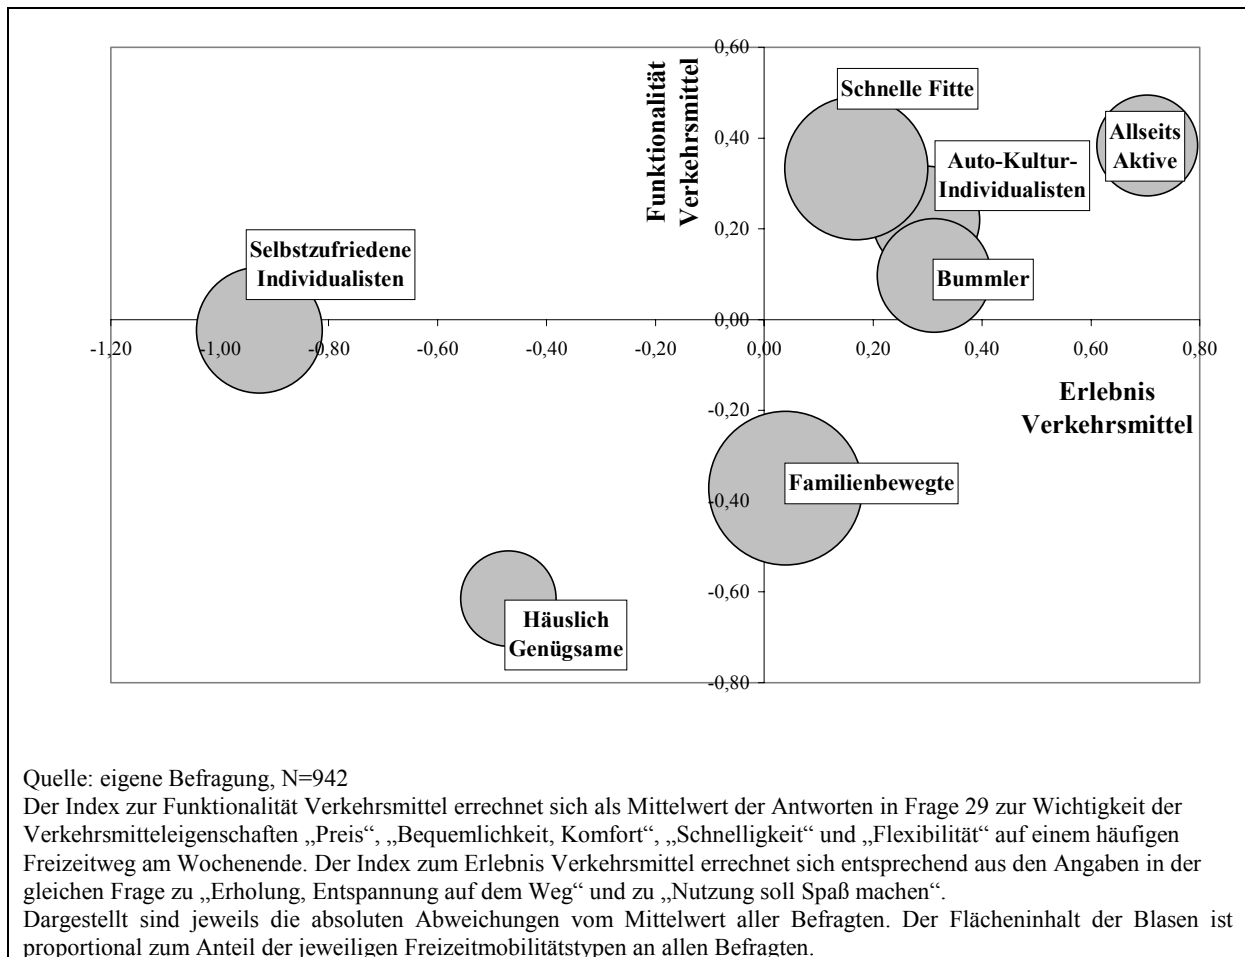 0,60
0,40
0,20
0,00
-0,20
-0,40
-0,60
-0,80
Funktionalität
Verkehrsmittel
Schnelle Fitte
Allseits
Aktive
Auto-Kultur-
Individualisten
Bummler
Selbstzufriedene
Individualisten
-1,20 -1,00 -0,80 -0,60 -0,40 -0,20 0,00 0,20 0,40 0,60 0,80
Erlebnis
Verkehrsmittel
Familienbewegte
Häuslich
Genügsame
Quelle: eigene Befragung, N=942
Der Index zur Funktionalität Verkehrsmittel errechnet sich als Mittelwert der Antworten in Frage 29 zur Wichtigkeit der
Verkehrsmitteleigenschaften „Preis“, „Bequemlichkeit, Komfort“, „Schnelligkeit“ und „Flexibilität“ auf einem häufigen
Freizeitweg am Wochenende. Der Index zum Erlebnis Verkehrsmittel errechnet sich entsprechend aus den Angaben in der
gleichen Frage zu „Erholung, Entspannung auf dem Weg“ und zu „Nutzung soll Spaß machen“.
Dargestellt sind jeweils die absoluten Abweichungen vom Mittelwert aller Befragten. Der Flächeninhalt der Blasen ist
proportional zum Anteil der jeweiligen Freizeitmobilitätstypen an allen Befragten.